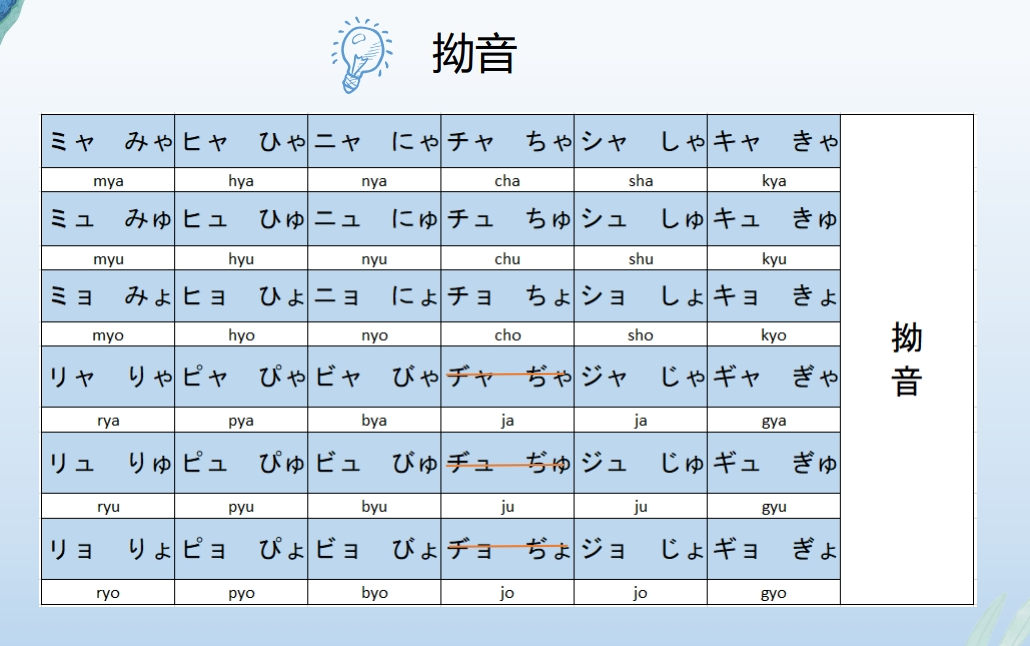 拗音
ミャ みゃ ヒャ ひゃ ニャ にゃ チャ ちゃ シャ しゃ キャ きゃ
mya hya nya cha sha kya
ミュ みゅ ヒュ ひゅ ニュ にゅ チュ ちゅ シュ しゅ キュ きゅ
myu hyu nyu chu shu kyu
ミョ みょ ヒョ ひょ ニョ にょ チョ ちょ ショ しょ キョ きょ
myo hyo nyo cho sho kyo
リャ りゃ ピャ ぴゃ ビャ びゃ ヂャ ぢゃ ジャ じゃ ギャ ぎゃ
rya pya bya ja ja gya
リュ りゅ ピュ ぴゅ ビュ びゅ ヂュ ぢゅ ジュ じゅ ギュ ぎゅ
ryu pyu byu ju ju gyu
リョ りょ ピョ ぴょ ビョ びょ ヂョ ぢょ ジョ じょ ギョ ぎょ
ryo pyo byo jo jo gyo
拗音